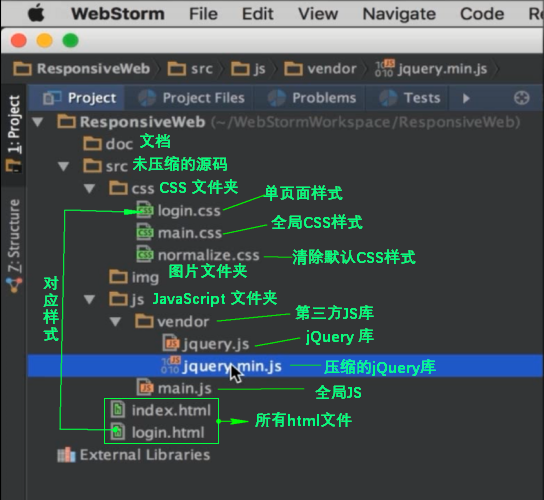 WebStorm File Edit View Navigate Code Re
ResponsiveWeb src js vendor jquery.min.js
Project Project Files Problems Tests
1: Project
Z: Structure
ResponsiveWeb (~/WebStormWorkspace/ResponsiveWeb)
doc 文档
src 未压缩的源码
css CSS 文件夹
login.css 单页面样式
main.css 全局CSS样式
normalize.css 清除默认CSS样式
img 图片文件夹
js JavaScript 文件夹
vendor 第三方JS库
jquery.js jQuery 库
jquery.min.js 压缩的jQuery库
main.js 全局JS
index.html
login.html
所有html文件
对应样式
External Libraries